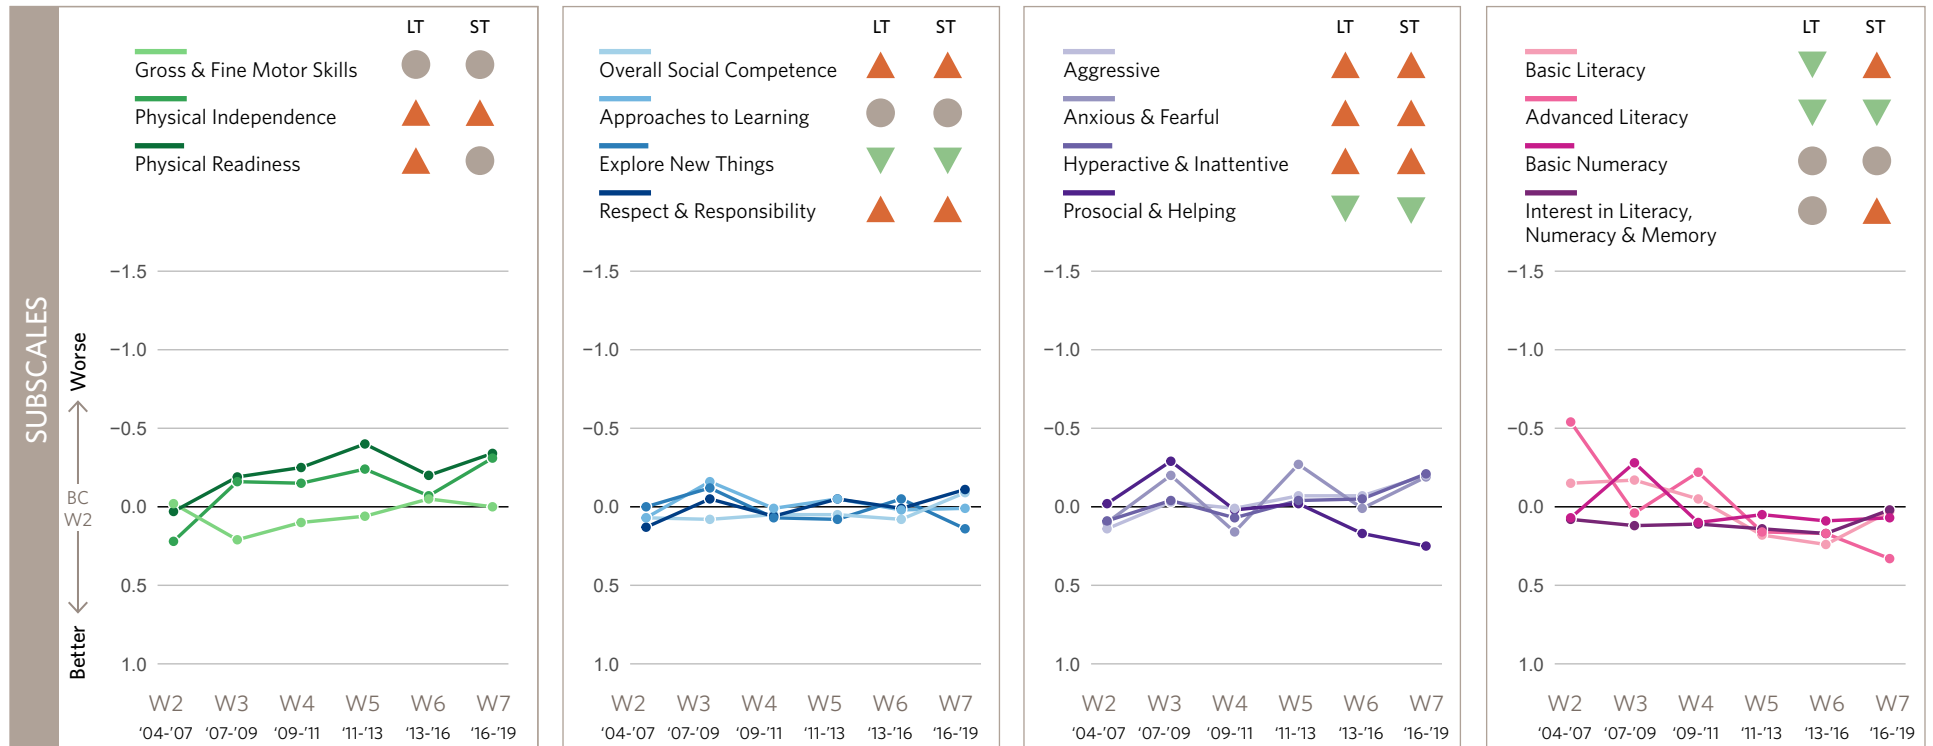 SUBSCALES
Worse
BC
W2
Better
LT ST
Gross & Fine Motor Skills
Physical Independence
Physical Readiness
−1.5
−1.0
−0.5
0.0
0.5
1.0
W2 W3 W4 W5 W6 W7
‘04-’07 ‘07-’09 ‘09-’11 ‘11-’13 ‘13-’16 ‘16-’19
LT ST
Overall Social Competence
Approaches to Learning
Explore New Things
Respect & Responsibility
−1.5
−1.0
−0.5
0.0
0.5
1.0
W2 W3 W4 W5 W6 W7
‘04-’07 ‘07-’09 ‘09-’11 ‘11-’13 ‘13-’16 ‘16-’19
LT ST
Aggressive
Anxious & Fearful
Hyperactive & Inattentive
Prosocial & Helping
−1.5
−1.0
−0.5
0.0
0.5
1.0
W2 W3 W4 W5 W6 W7
‘04-’07 ‘07-’09 ‘09-’11 ‘11-’13 ‘13-’16 ‘16-’19
LT ST
Basic Literacy
Advanced Literacy
Basic Numeracy
Interest in Literacy,
Numeracy & Memory
−1.5
−1.0
−0.5
0.0
0.5
1.0
W2 W3 W4 W5 W6 W7
‘04-’07 ‘07-’09 ‘09-’11 ‘11-’13 ‘13-’16 ‘16-’19